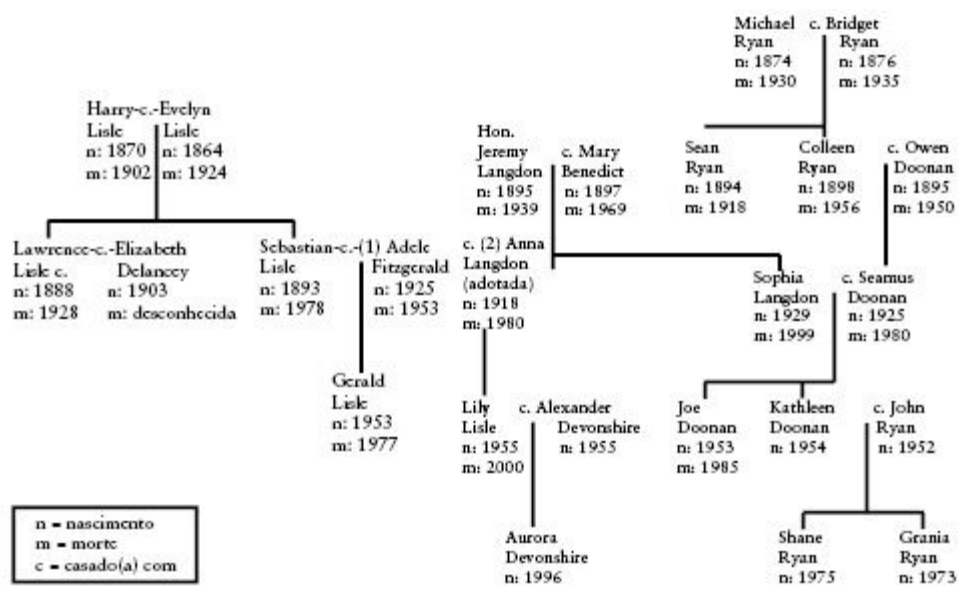 Michael c. Bridget
Ryan Ryan
n: 1874 n: 1876
m: 1930 m: 1935
Harry-c.-Evelyn
Lisle Lisle
n: 1870 n: 1864
m: 1902 m: 1924
Hon.
Jeremy
Langdon
n: 1895
m: 1939
c. Mary
Benedict
n: 1897
m: 1969
Sean
Ryan
n: 1894
m: 1918
Colleen
Ryan
n: 1898
m: 1956
c. Owen
Doonan
n: 1895
m: 1950
Lawrence-c.-Elizabeth
Lisle c. Delancey
n: 1888 n: 1903
m: 1928 m: desconhecida
Sebastian-c.-(1) Adele
Lisle Fitzgerald
n: 1893 n: 1925
m: 1978 m: 1953
c. (2) Anna
Langdon
(adotada)
n: 1918
m: 1980
Sophia
Langdon
n: 1929
m: 1999
c. Seamus
Doonan
n: 1925
m: 1980
Gerald
Lisle
n: 1953
m: 1977
Lily
Lisle
n: 1955
m: 2000
c. Alexander
Devonshire
n: 1955
Joe
Doonan
n: 1953
m: 1985
Kathleen
Doonan
n: 1954
c. John
Ryan
n: 1952
Aurora
Devonshire
n: 1996
Shane
Ryan
n: 1975
Grania
Ryan
n: 1973
n = nascimento
m = morte
c = casado(a) com